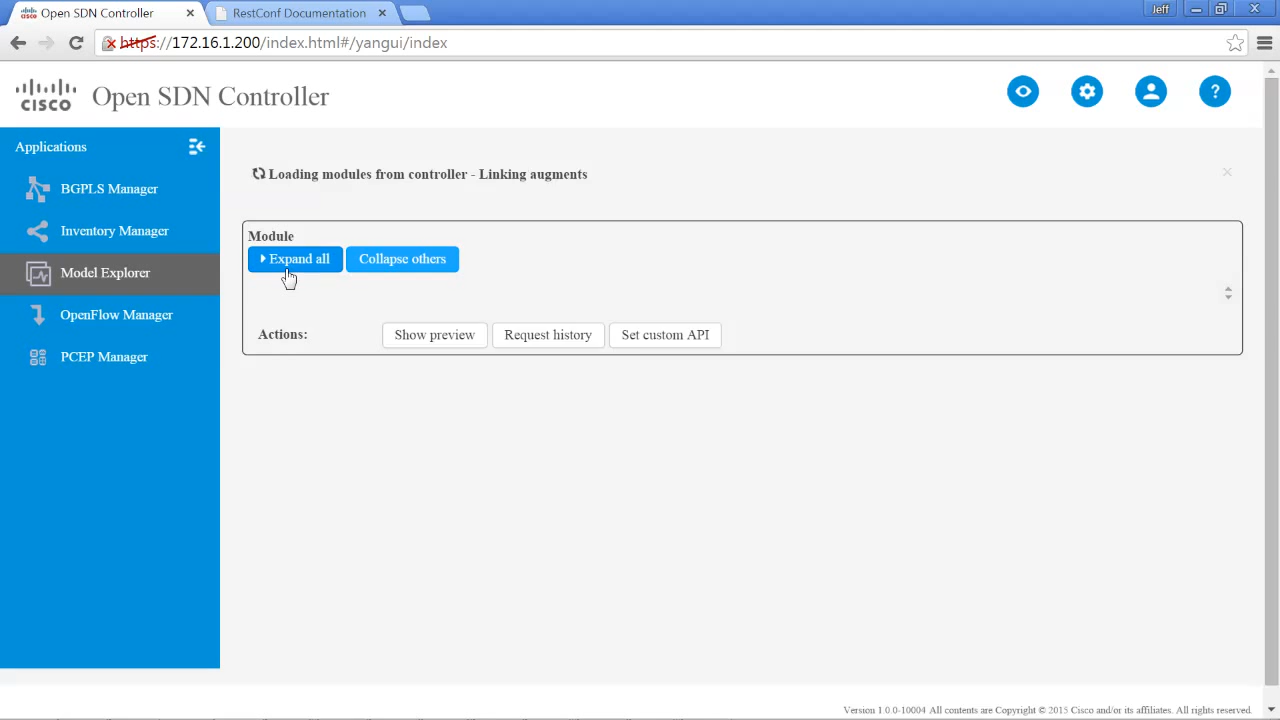 Open SDN Controller
RestConf Documentation
Jeff
https://172.16.1.200/index.html#/yangui/index
CISCO
Open SDN Controller
?
Applications
BGPLS Manager
Inventory Manager
Model Explorer
OpenFlow Manager
PCEP Manager
Loading modules from controller - Linking augments
Module
Expand all
Collapse others
Actions:
Show preview
Request history
Set custom API
Version 1.0.0-10004 All contents are Copyright © 2015 Cisco and/or its affiliates. All rights reserved.